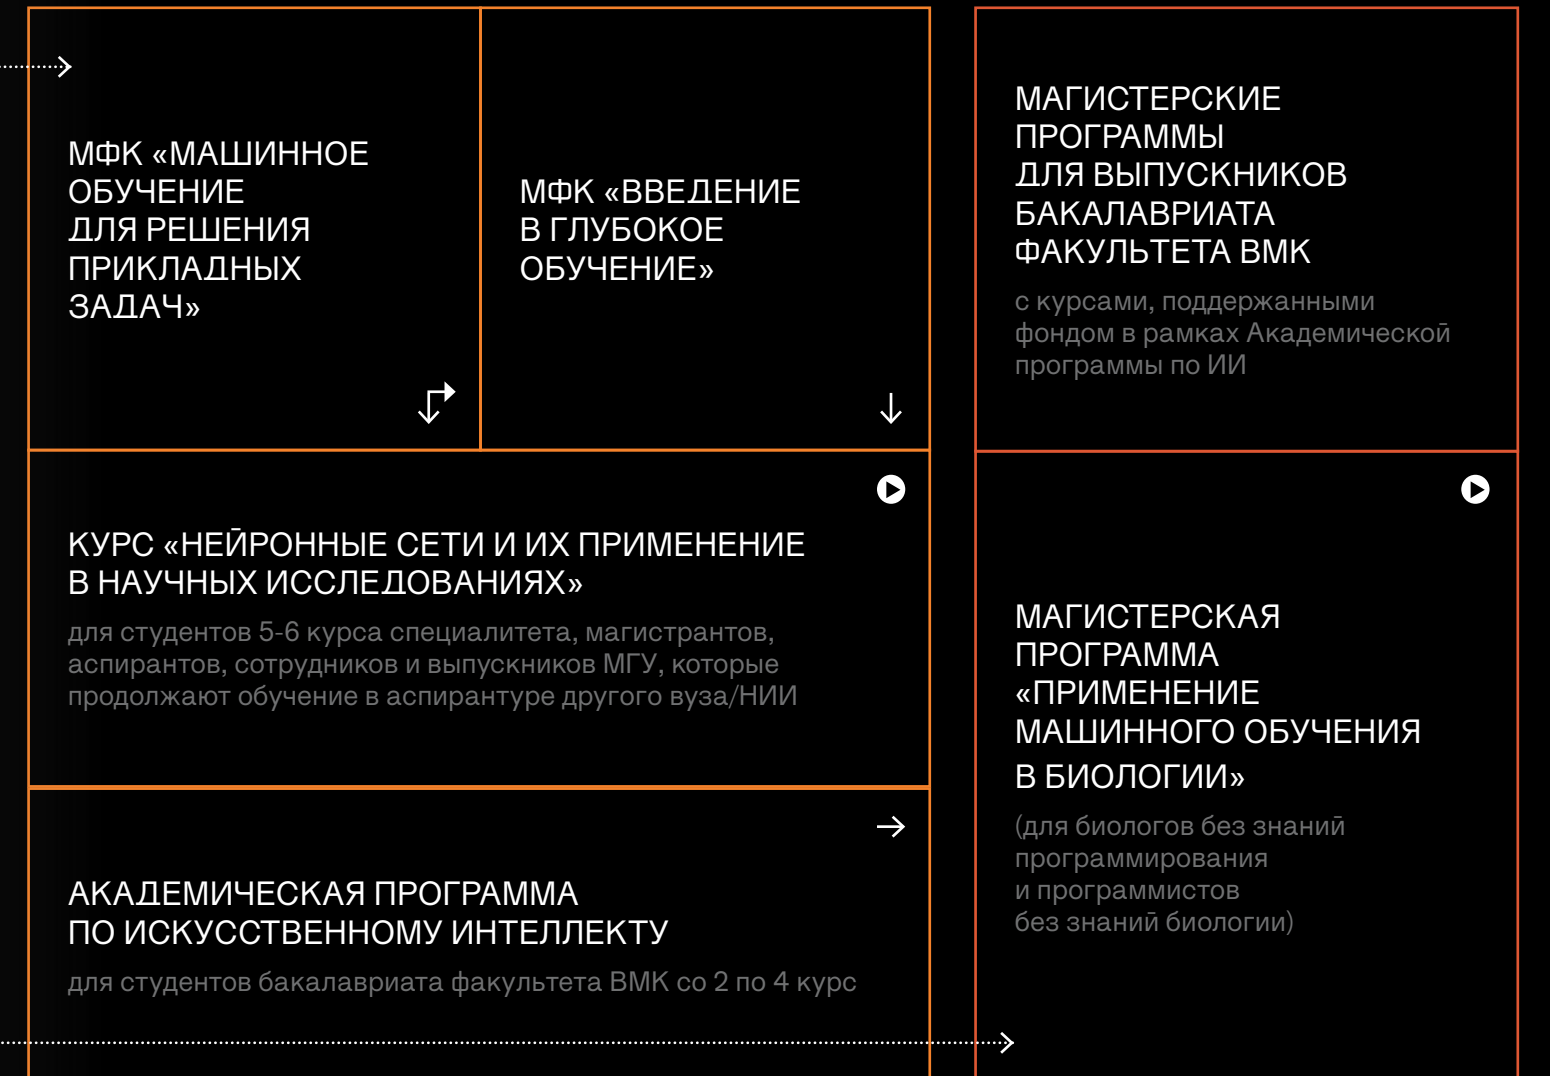 МФК «МАШИННОЕ
ОБУЧЕНИЕ
ДЛЯ РЕШЕНИЯ
ПРИКЛАДНЫХ
ЗАДАЧ»
МФК «ВВЕДЕНИЕ
В ГЛУБОКОЕ
ОБУЧЕНИЕ»
КУРС «НЕЙРОННЫЕ СЕТИ И ИХ ПРИМЕНЕНИЕ
В НАУЧНЫХ ИССЛЕДОВАНИЯХ»
для студентов 5-6 курса специалитета, магистрантов,
аспирантов, сотрудников и выпускников МГУ, которые
продолжают обучение в аспирантуре другого вуза/НИИ
АКАДЕМИЧЕСКАЯ ПРОГРАММА
ПО ИСКУССТВЕННОМУ ИНТЕЛЛЕКТУ
для студентов бакалавриата факультета ВМК со 2 по 4 курс
МАГИСТЕРСКИЕ
ПРОГРАММЫ
ДЛЯ ВЫПУСКНИКОВ
БАКАЛАВРИАТА
ФАКУЛЬТЕТА ВМК
с курсами, поддержанными
фондом в рамках Академической
программы по ИИ
МАГИСТЕРСКАЯ
ПРОГРАММА
«ПРИМЕНЕНИЕ
МАШИННОГО ОБУЧЕНИЯ
В БИОЛОГИИ»
(для биологов без знаний
программирования
и программистов
без знаний биологии)